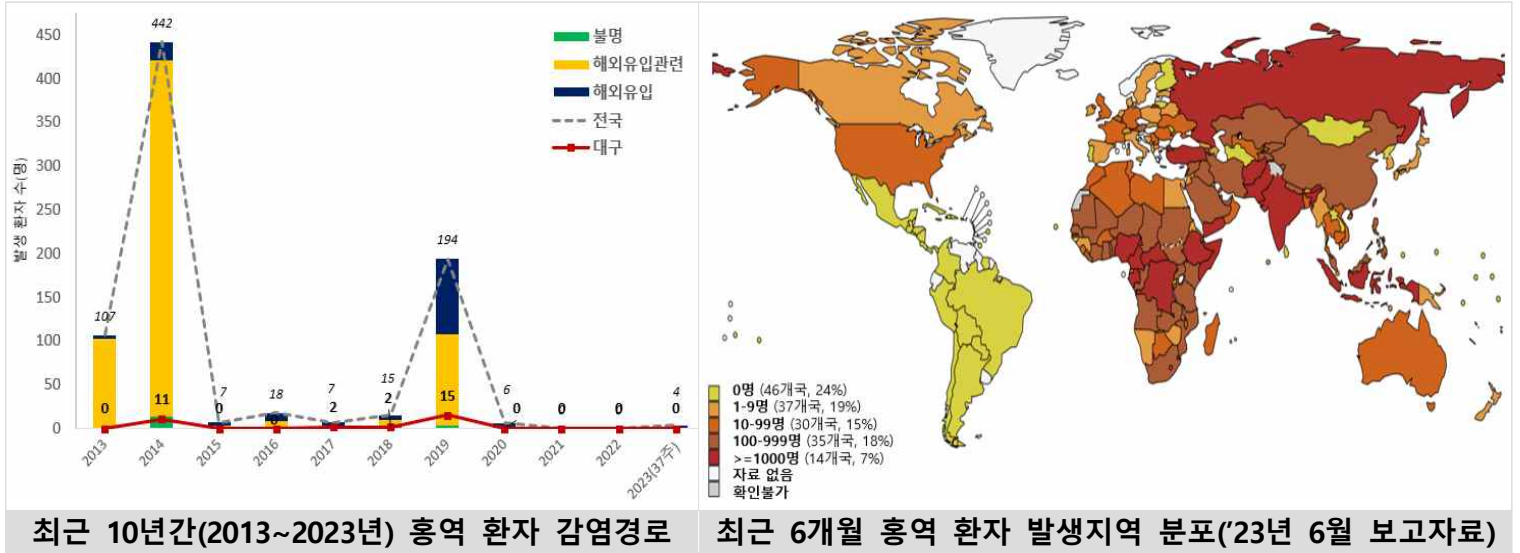 442
450
400
350
300
250
200
150
100
50
0
발생 환자 수(명)
불명
해외유입관련
해외유입
전국
대구
107
7
18
7
15
194
6
4
0
11
0
0
2
2
15
0
0
0
0
2013
2014
2015
2016
2017
2018
2019
2020
2021
2022
2023(37주)
최근 10년간(2013~2023년) 홍역 환자 감염경로
0명 (46개국, 24%)
1-9명 (37개국, 19%)
10-99명 (30개국, 15%)
100-999명 (35개국, 18%)
>=1000명 (14개국, 7%)
자료 없음
확인불가
최근 6개월 홍역 환자 발생지역 분포('23년 6월 보고자료)